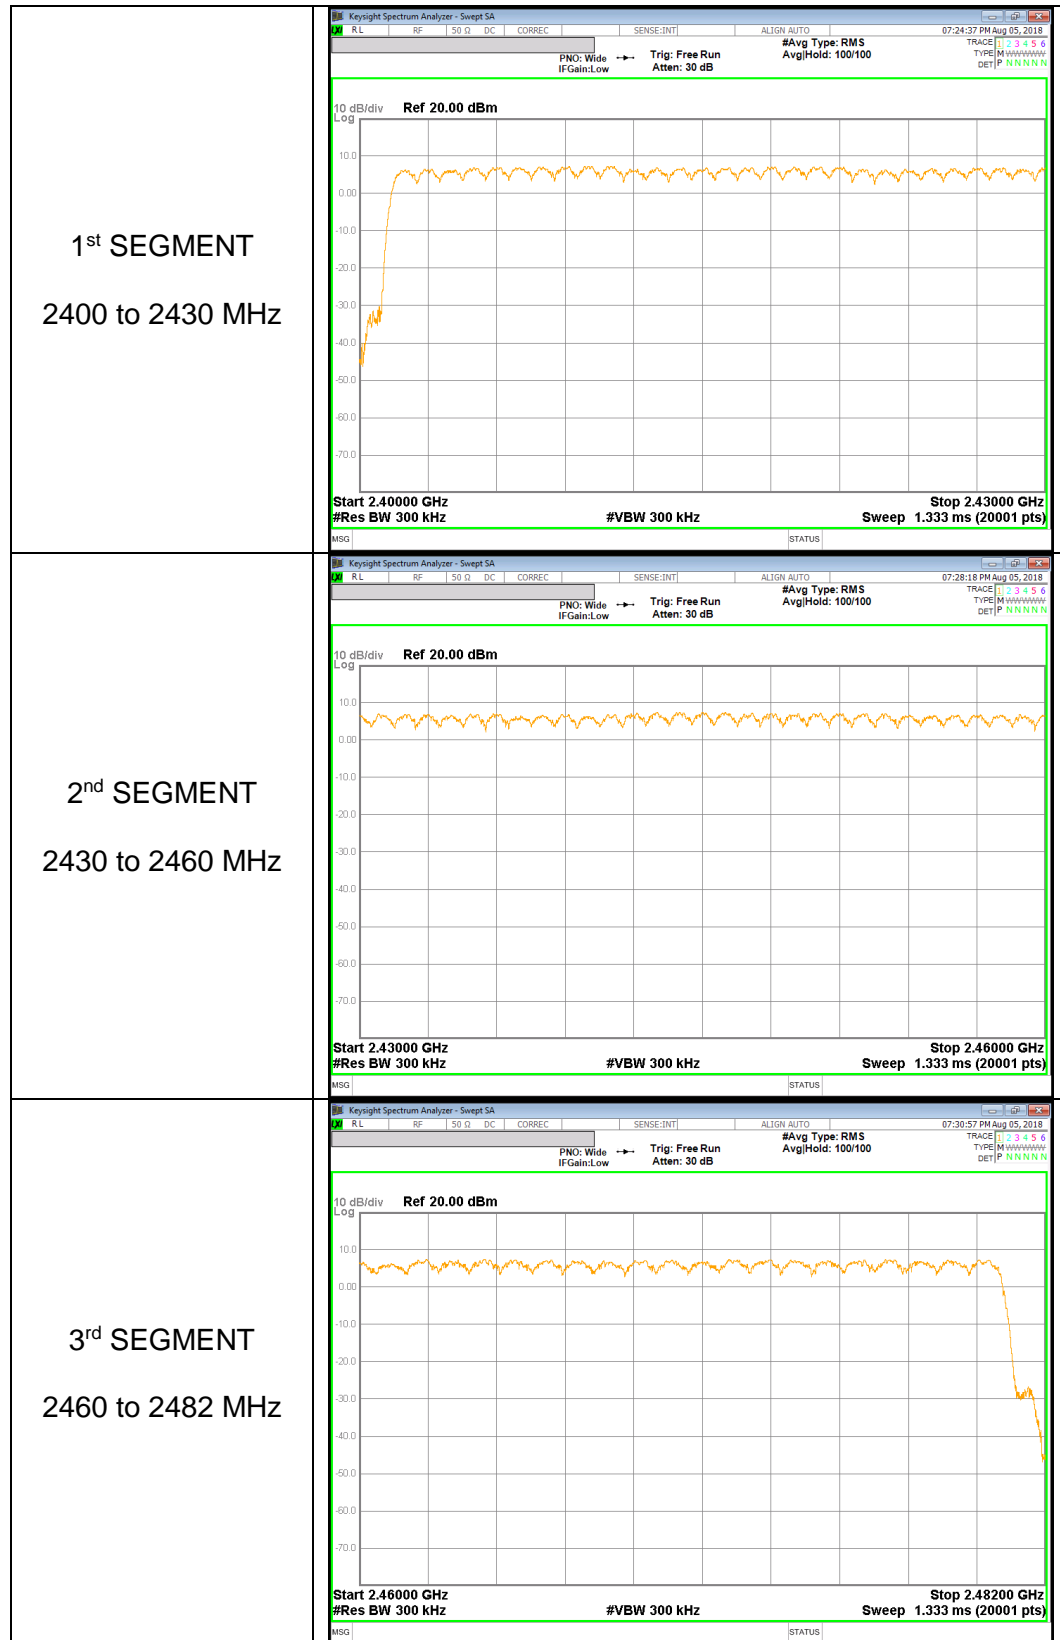 1st SEGMENT
2400 to 2430 MHz
Keysight Spectrum Analyzer - Swept SA
LXI RL RF 50 Ω DC CORREC SENSE:INT ALIGN AUTO 07:24:37 PM Aug 05, 2018
#Avg Type: RMS TRACE 1 2 3 4 5 6
PNO: Wide Trig: Free Run Avg|Hold: 100/100 TYPE M WWWWW
IFGain:Low Atten: 30 dB DET P N N N N N
10 dB/div Ref 20.00 dBm
Log
10.0
0.00
-10.0
-20.0
-30.0
-40.0
-50.0
-60.0
-70.0
Start 2.40000 GHz Stop 2.43000 GHz
#Res BW 300 kHz #VBW 300 kHz Sweep 1.333 ms (20001 pts)
MSG STATUS
2nd SEGMENT
2430 to 2460 MHz
Keysight Spectrum Analyzer - Swept SA
LXI RL RF 50 Ω DC CORREC SENSE:INT ALIGN AUTO 07:28:18 PM Aug 05, 2018
#Avg Type: RMS TRACE 1 2 3 4 5 6
PNO: Wide Trig: Free Run Avg|Hold: 100/100 TYPE M WWWWW
IFGain:Low Atten: 30 dB DET P N N N N N
10 dB/div Ref 20.00 dBm
Log
10.0
0.00
-10.0
-20.0
-30.0
-40.0
-50.0
-60.0
-70.0
Start 2.43000 GHz Stop 2.46000 GHz
#Res BW 300 kHz #VBW 300 kHz Sweep 1.333 ms (20001 pts)
MSG STATUS
3rd SEGMENT
2460 to 2482 MHz
Keysight Spectrum Analyzer - Swept SA
LXI RL RF 50 Ω DC CORREC SENSE:INT ALIGN AUTO 07:30:57 PM Aug 05, 2018
#Avg Type: RMS TRACE 1 2 3 4 5 6
PNO: Wide Trig: Free Run Avg|Hold: 100/100 TYPE M WWWWW
IFGain:Low Atten: 30 dB DET P N N N N N
10 dB/div Ref 20.00 dBm
Log
10.0
0.00
-10.0
-20.0
-30.0
-40.0
-50.0
-60.0
-70.0
Start 2.46000 GHz Stop 2.48200 GHz
#Res BW 300 kHz #VBW 300 kHz Sweep 1.333 ms (20001 pts)
MSG STATUS